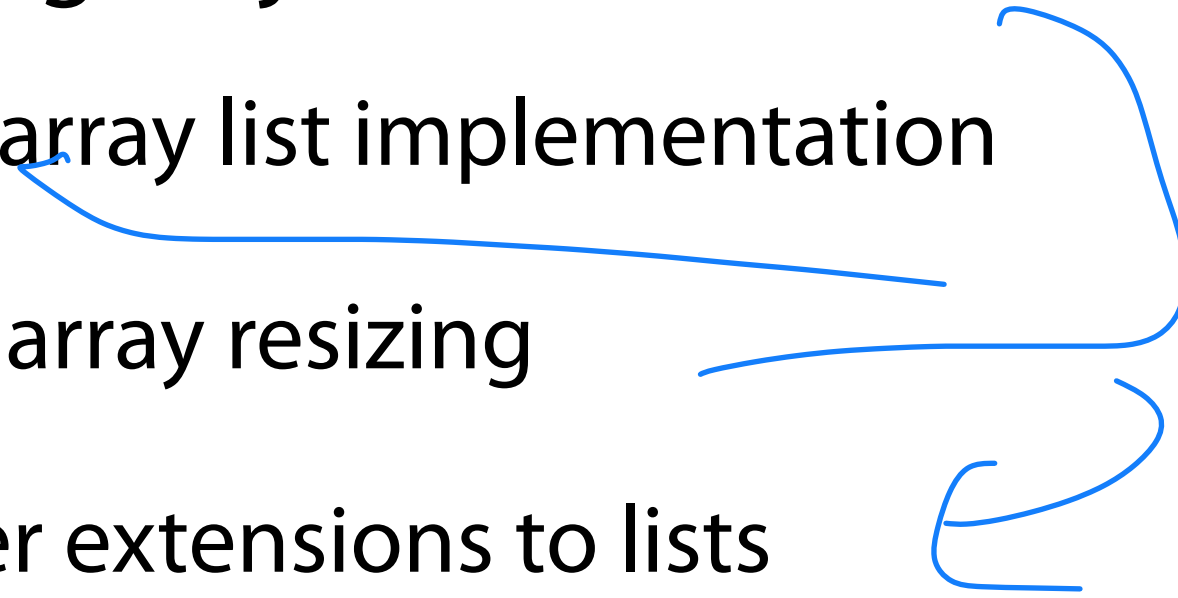 array list implementation
array resizing
extensions to lists